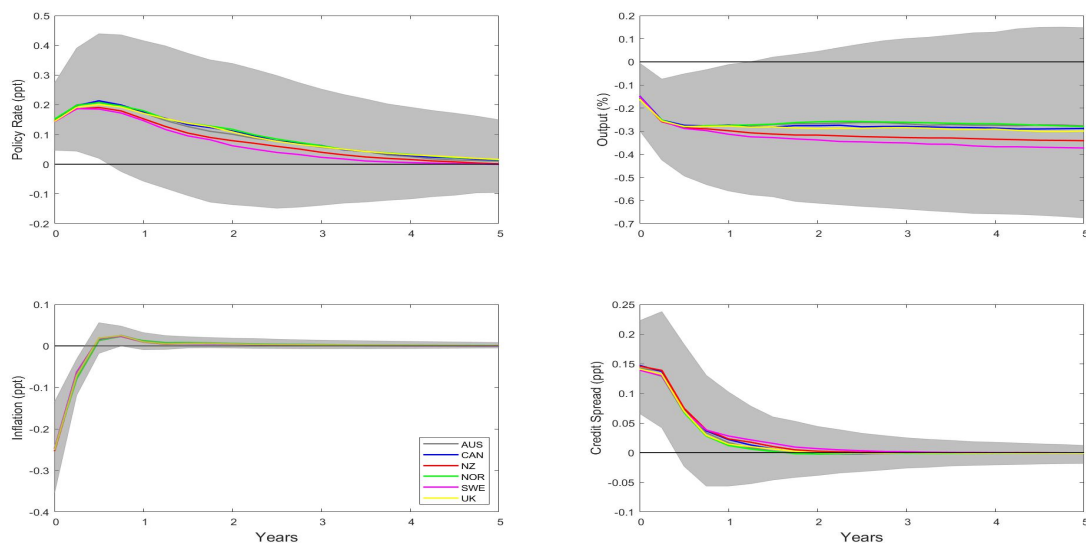 0.5
0.4
0.3
0.2
0.1
0
-0.1
-0.2
Policy Rate (ppt)
0 1 2 3 4 5
0.2
0.1
0
-0.1
-0.2
-0.3
-0.4
-0.5
-0.6
-0.7
Output (%)
0 1 2 3 4 5
0.1
0
-0.1
-0.2
-0.3
-0.4
Inflation (ppt)
AUS
CAN
NZ
NOR
SWE
UK
0 1 2 3 4 5
Years
0.25
0.2
0.15
0.1
0.05
0
-0.05
-0.1
Credit Spread (ppt)
0 1 2 3 4 5
Years